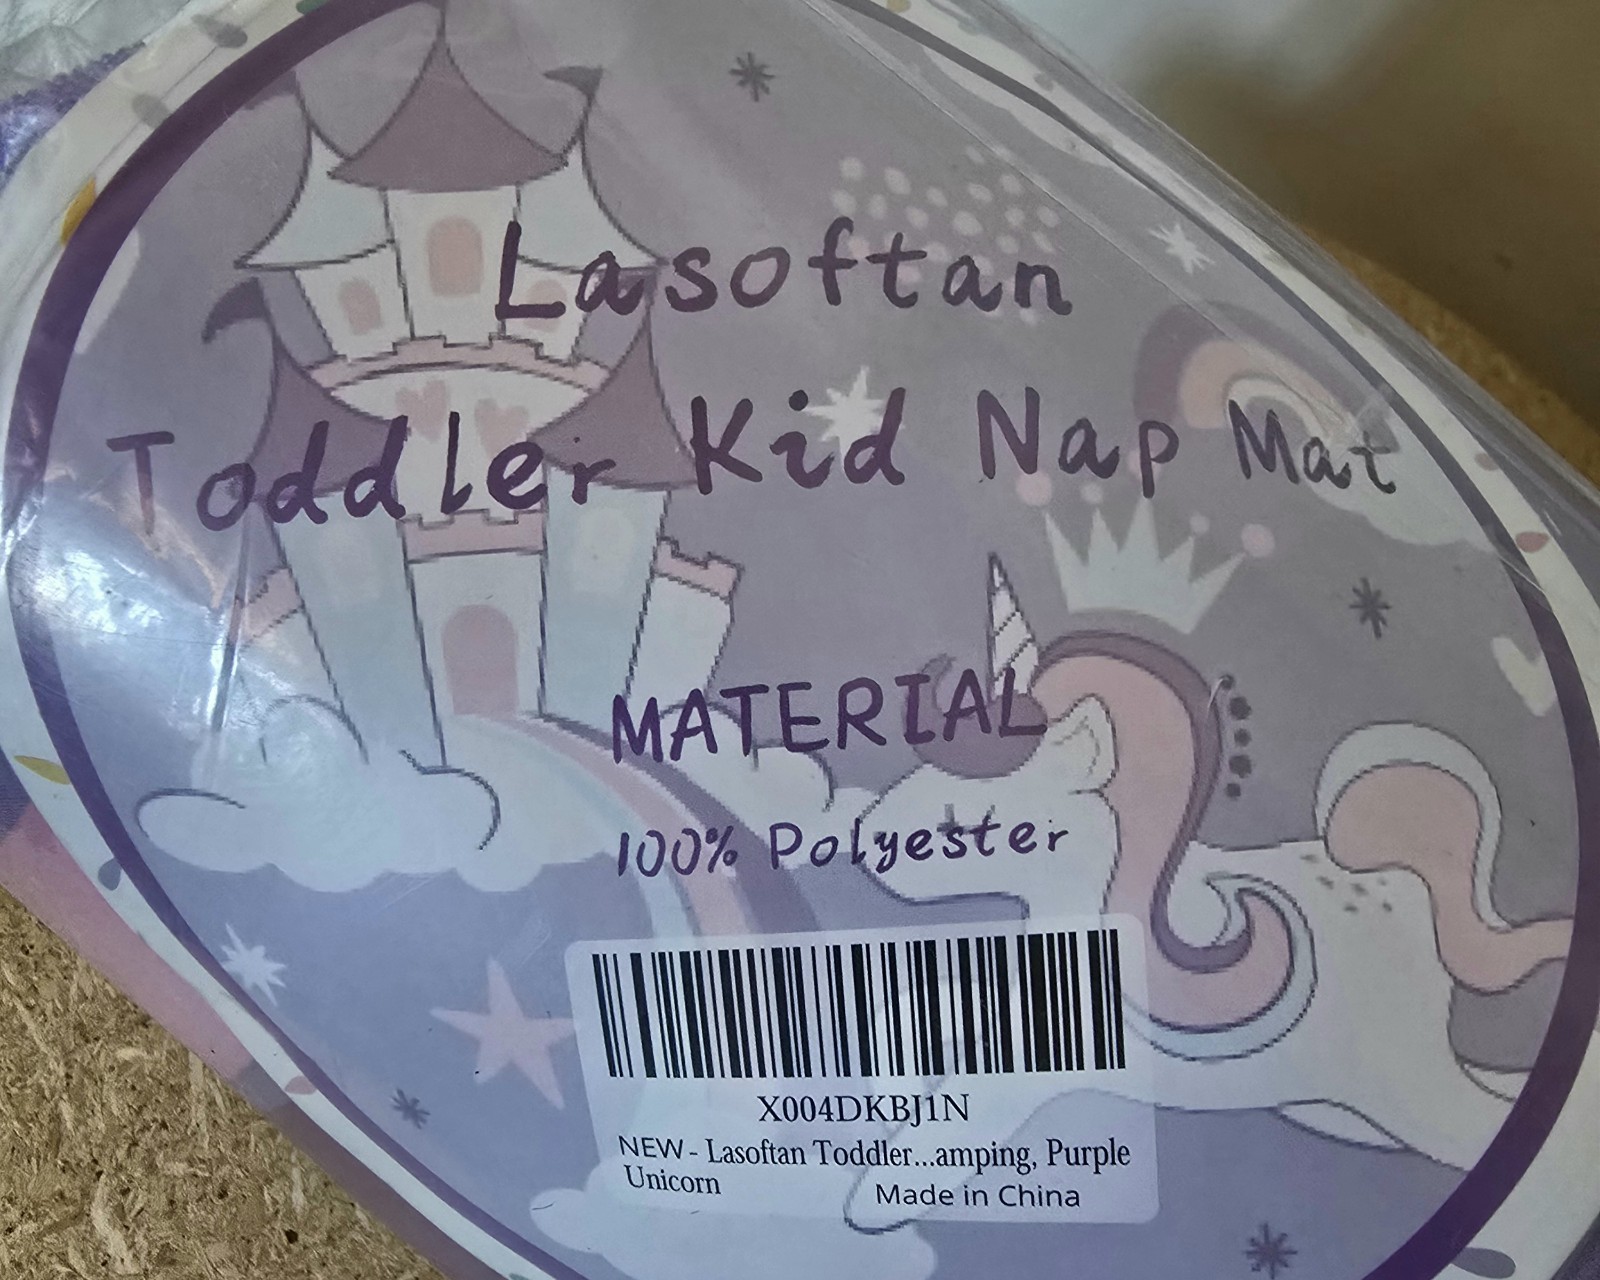 Lasoftan
Toddler Kid Nap Mat
MATERIAL
100% Polyester
X004DKBJ1N
NEW - Lasoftan Toddler...amping, Purple
Unicorn
Made in China